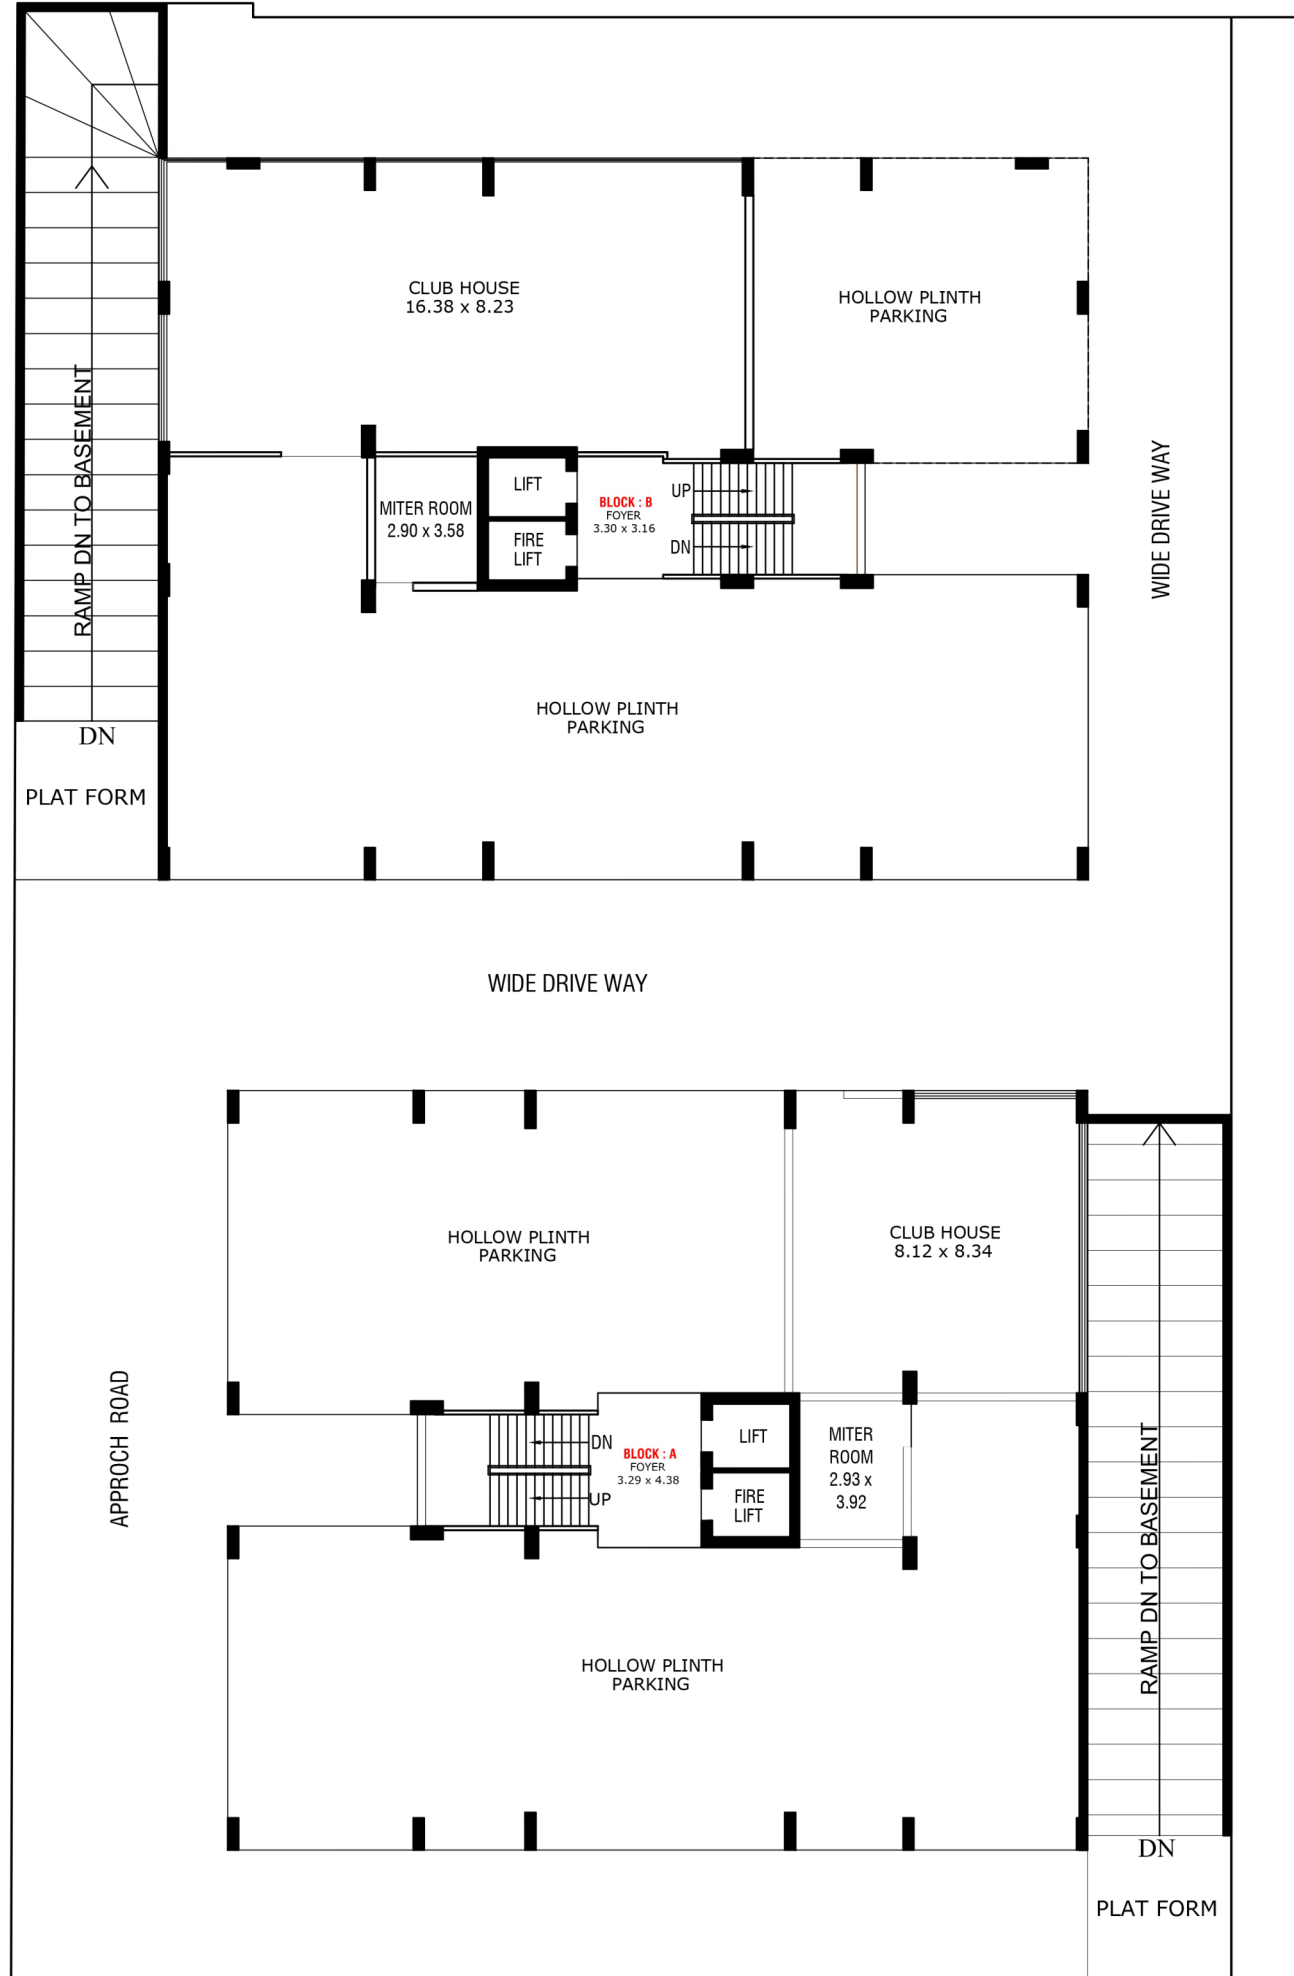 CLUB HOUSE
16.38 x 8.23
HOLLOW PLINTH
PARKING
RAMP DN TO BASEMENT
WIDE DRIVE WAY
MITER ROOM
2.90 x 3.58
LIFT
FIRE
LIFT
BLOCK : B
FOYER
3.30 x 3.16
UP
DN
HOLLOW PLINTH
PARKING
DN
PLAT FORM
WIDE DRIVE WAY
HOLLOW PLINTH
PARKING
CLUB HOUSE
8.12 x 8.34
APPROCH ROAD
DN
UP
BLOCK : A
FOYER
3.29 x 4.38
LIFT
FIRE
LIFT
MITER
ROOM
2.93 x
3.92
RAMP DN TO BASEMENT
HOLLOW PLINTH
PARKING
DN
PLAT FORM